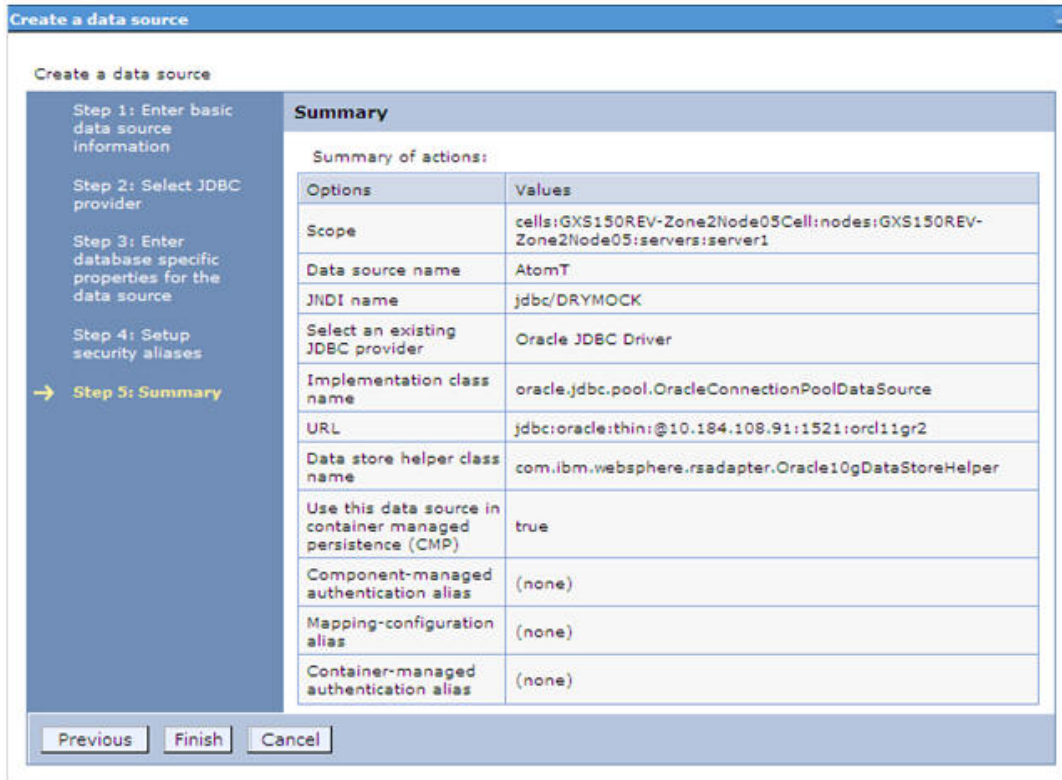 Create a data source
Create a data source
Step 1: Enter basic
data source
information
Step 2: Select JDBC
provider
Step 3: Enter
database specific
properties for the
data source
Step 4: Setup
security aliases
Step 5: Summary
Summary
Summary of actions:
Options Values
Scope cells:GXS150REV-Zone2Node05Cell:nodes:GXS150REV-
Zone2Node05:servers:server1
Data source name AtomT
JNDI name jdbc/DRYMOCK
Select an existing
JDBC provider Oracle JDBC Driver
Implementation class
name oracle.jdbc.pool.OracleConnectionPoolDataSource
URL jdbc:oracle:thin:@10.184.108.91:1521:orcl11gr2
Data store helper class
name com.ibm.websphere.rsadapter.Oracle10gDataStoreHelper
Use this data source in
container managed true
persistence (CMP)
Component-managed
authentication alias (none)
Mapping-configuration
alias (none)
Container-managed
authentication alias (none)
Previous Finish Cancel